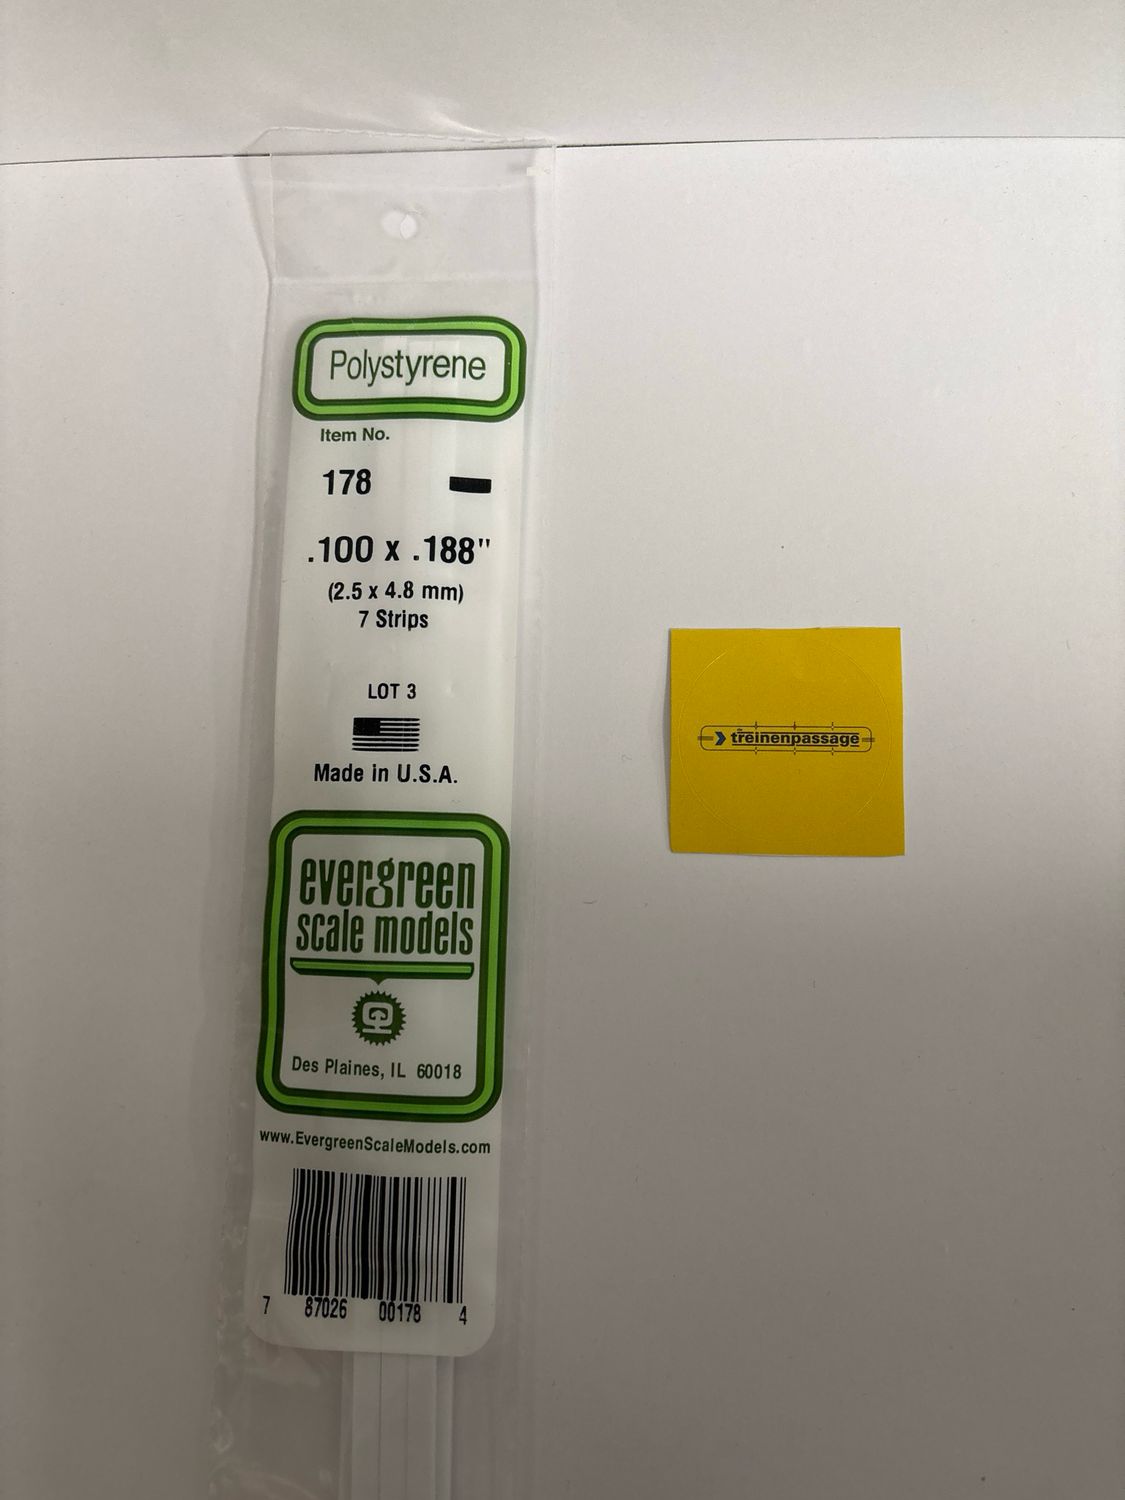 Polystyrene
Item No.
178
.100 x .188"
(2.5 x 4.8 mm)
7 Strips
LOT 3
Made in U.S.A.
evergreen
scale models
Des Plaines, IL 60018
www.EvergreenScaleModels.com
7 87026 00178 4
de
treinenpassage